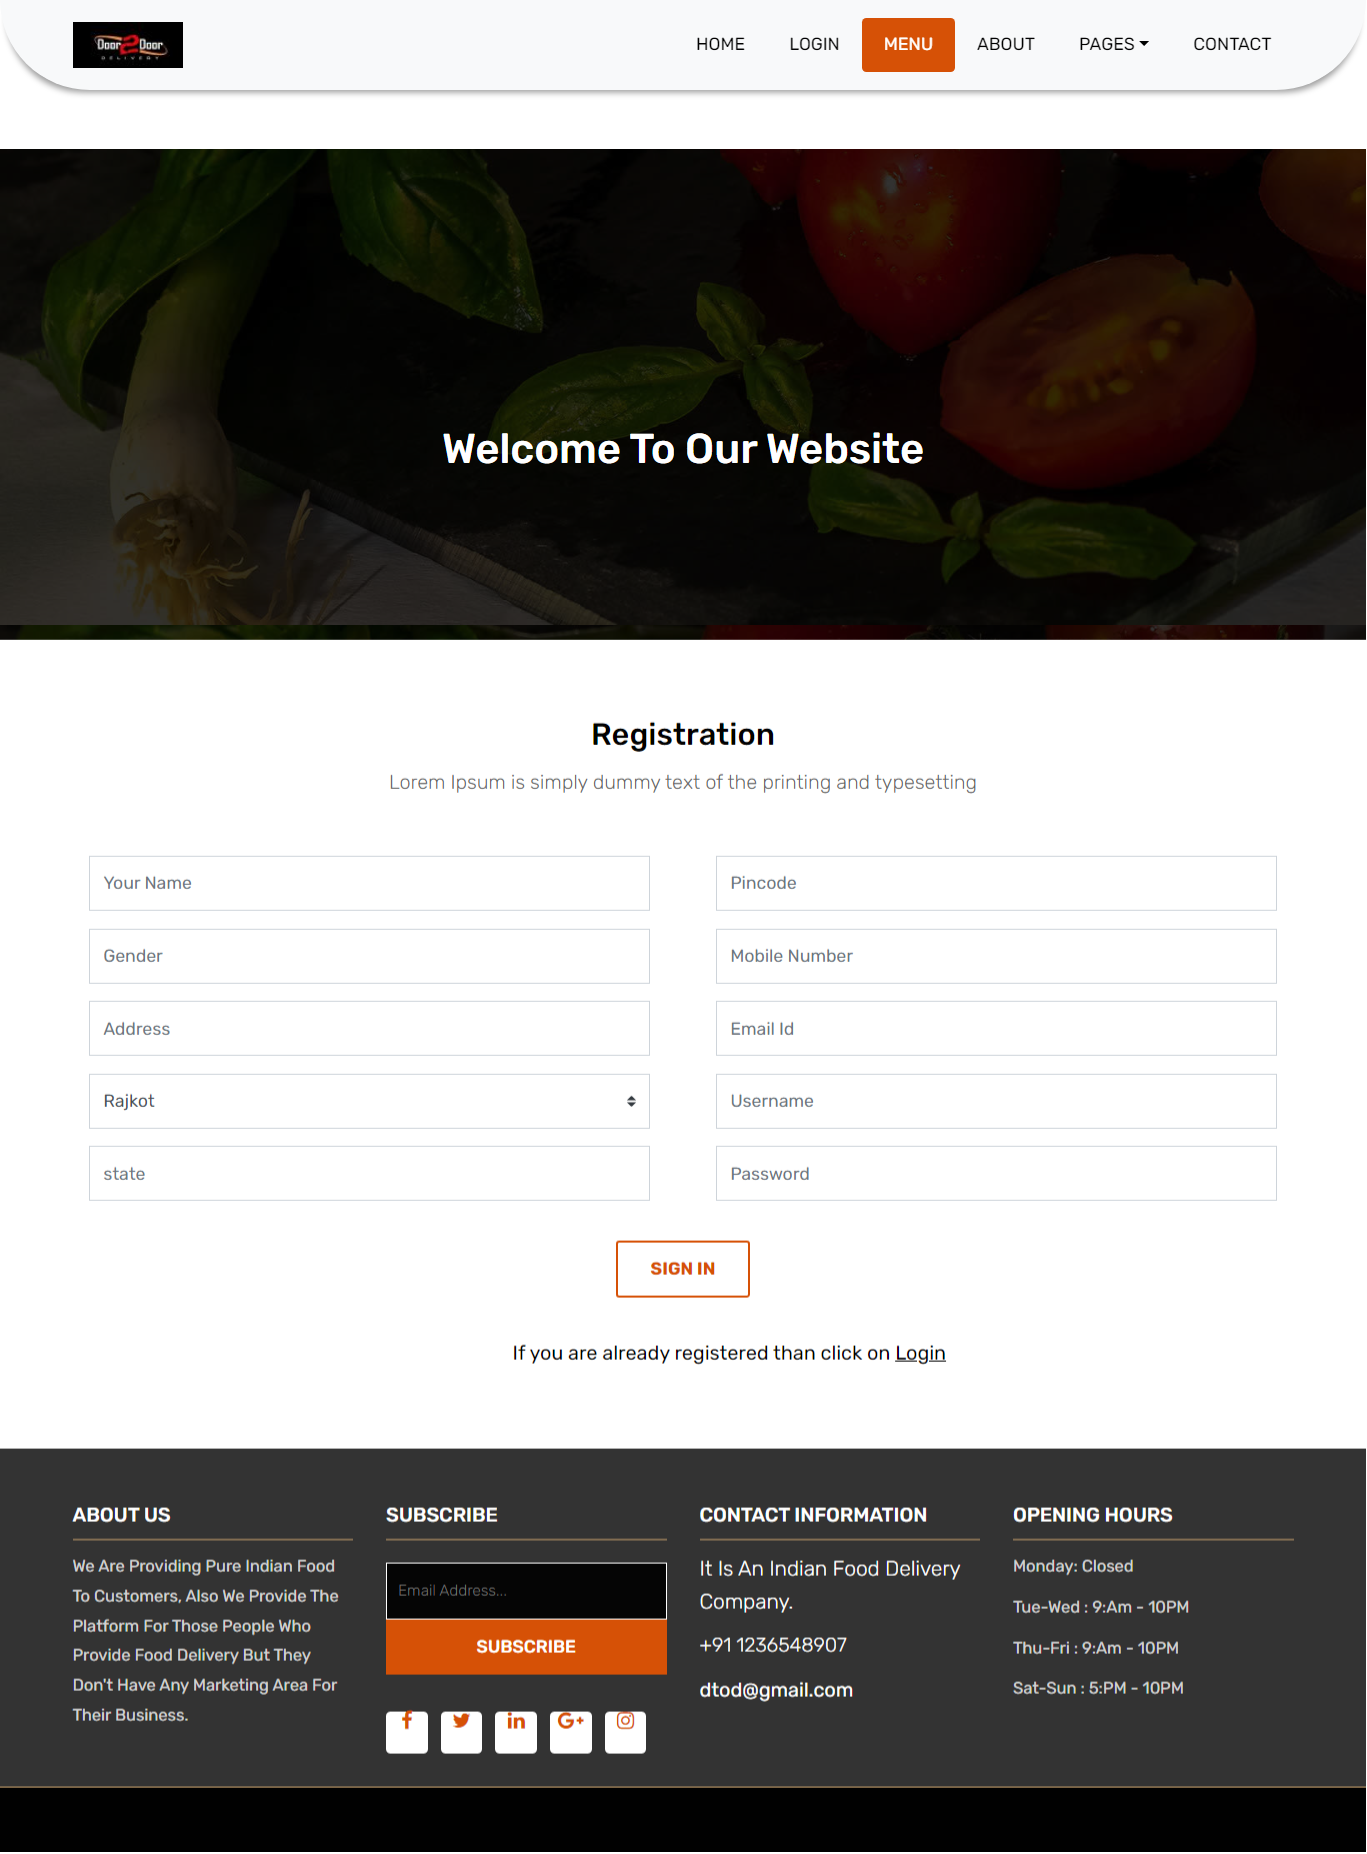 Door2Door
DELIVERY
HOME LOGIN MENU ABOUT PAGES CONTACT
Welcome To Our Website
Registration
Lorem Ipsum is simply dummy text of the printing and typesetting
Your Name
Pincode
Gender
Mobile Number
Address
Email Id
Rajkot
Username
state
Password
SIGN IN
If you are already registered than click on Login
ABOUT US
We Are Providing Pure Indian Food
To Customers, Also We Provide The
Platform For Those People Who
Provide Food Delivery But They
Don't Have Any Marketing Area For
Their Business.
SUBSCRIBE
Email Address...
SUBSCRIBE
CONTACT INFORMATION
It Is An Indian Food Delivery
Company.
+91 1236548907
dtod@gmail.com
OPENING HOURS
Monday: Closed
Tue-Wed : 9:Am - 10PM
Thu-Fri : 9:Am - 10PM
Sat-Sun : 5:PM - 10PM